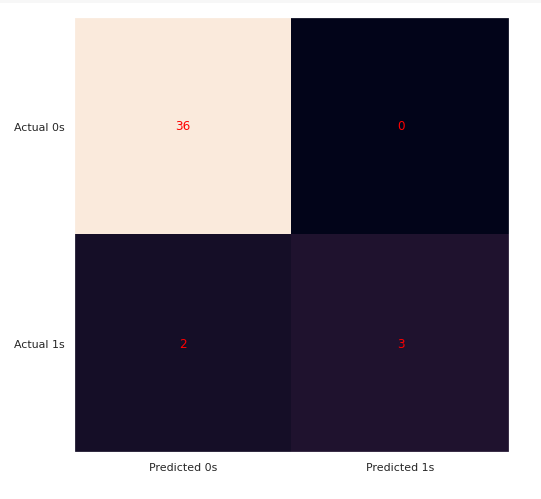 Actual 0s
36
0
Actual 1s
2
3
Predicted 0s
Predicted 1s